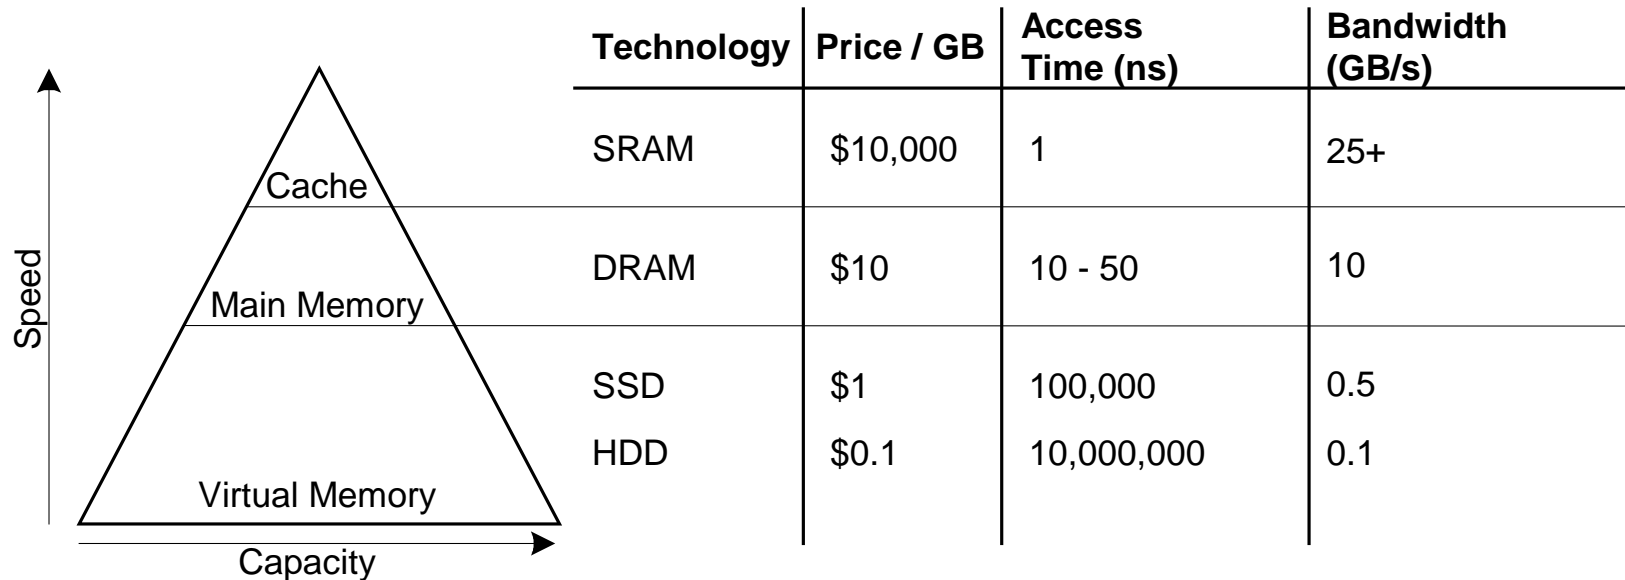 Technology Price / GB Access Time (ns) Bandwidth (GB/s)
SRAM $10,000 1 25+
Cache
DRAM $10 10 - 50 10
Main Memory
SSD $1 100,000 0.5
HDD $0.1 10,000,000 0.1
Virtual Memory
Speed
Capacity